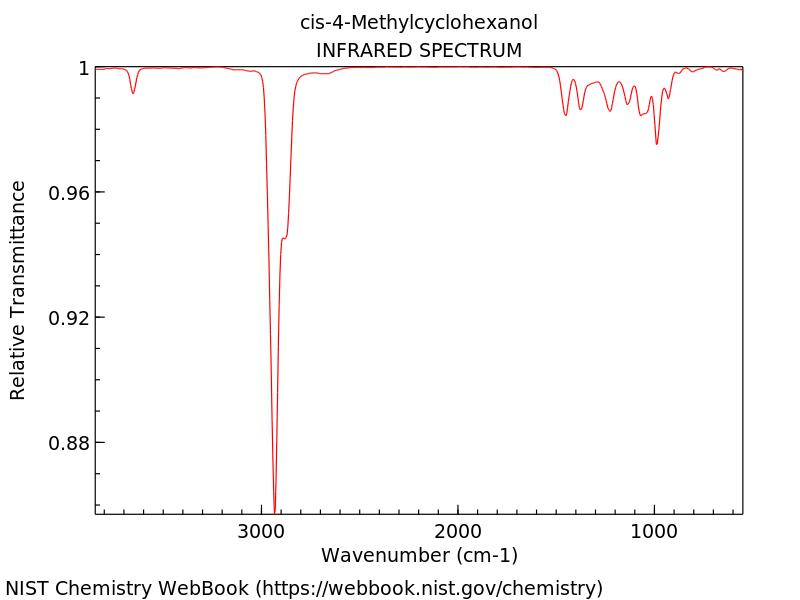 cis-4-Methylcyclohexanol
INFRARED SPECTRUM
1
0.96
0.92
0.88
Relative Transmittance
3000 2000 1000
Wavenumber (cm-1)
NIST Chemistry WebBook (https://webbook.nist.gov/chemistry)